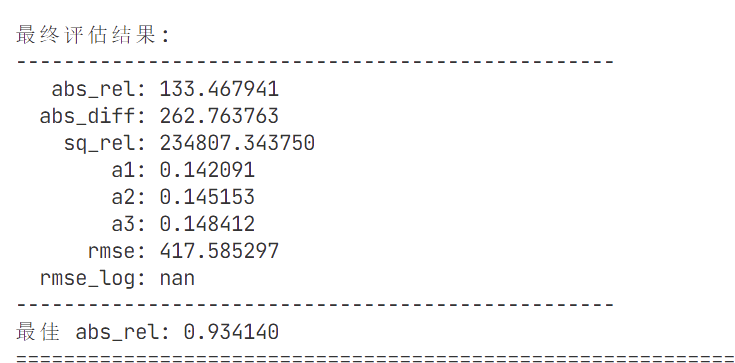 最终评估结果:
--------------------------------------------------
abs_rel: 133.467941
abs_diff: 262.763763
sq_rel: 234807.343750
a1: 0.142091
a2: 0.145153
a3: 0.148412
rmse: 417.585297
rmse_log: nan
--------------------------------------------------
最佳 abs_rel: 0.934140
============================================================